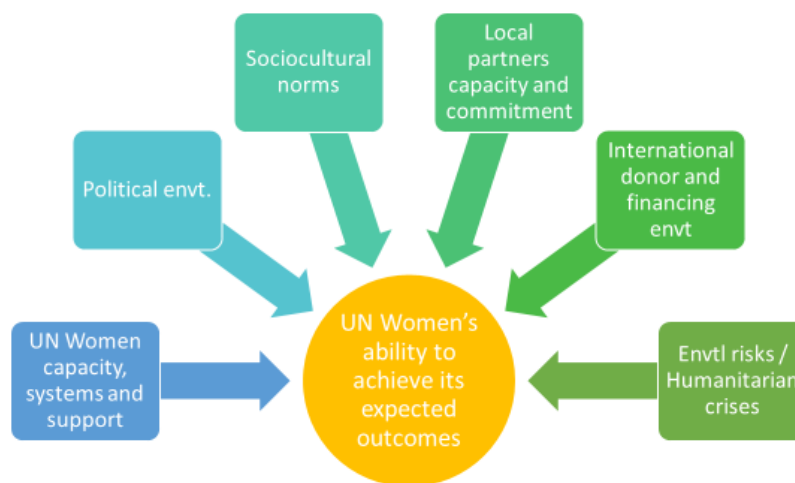 Sociocultural
norms
Local
partners
capacity and
commitment
Political envt.
International
donor and
financing
envt
UN Women
capacity,
systems and
support
UN Women's
ability to
achieve its
expected
outcomes
Envtl risks /
Humanitarian
crises